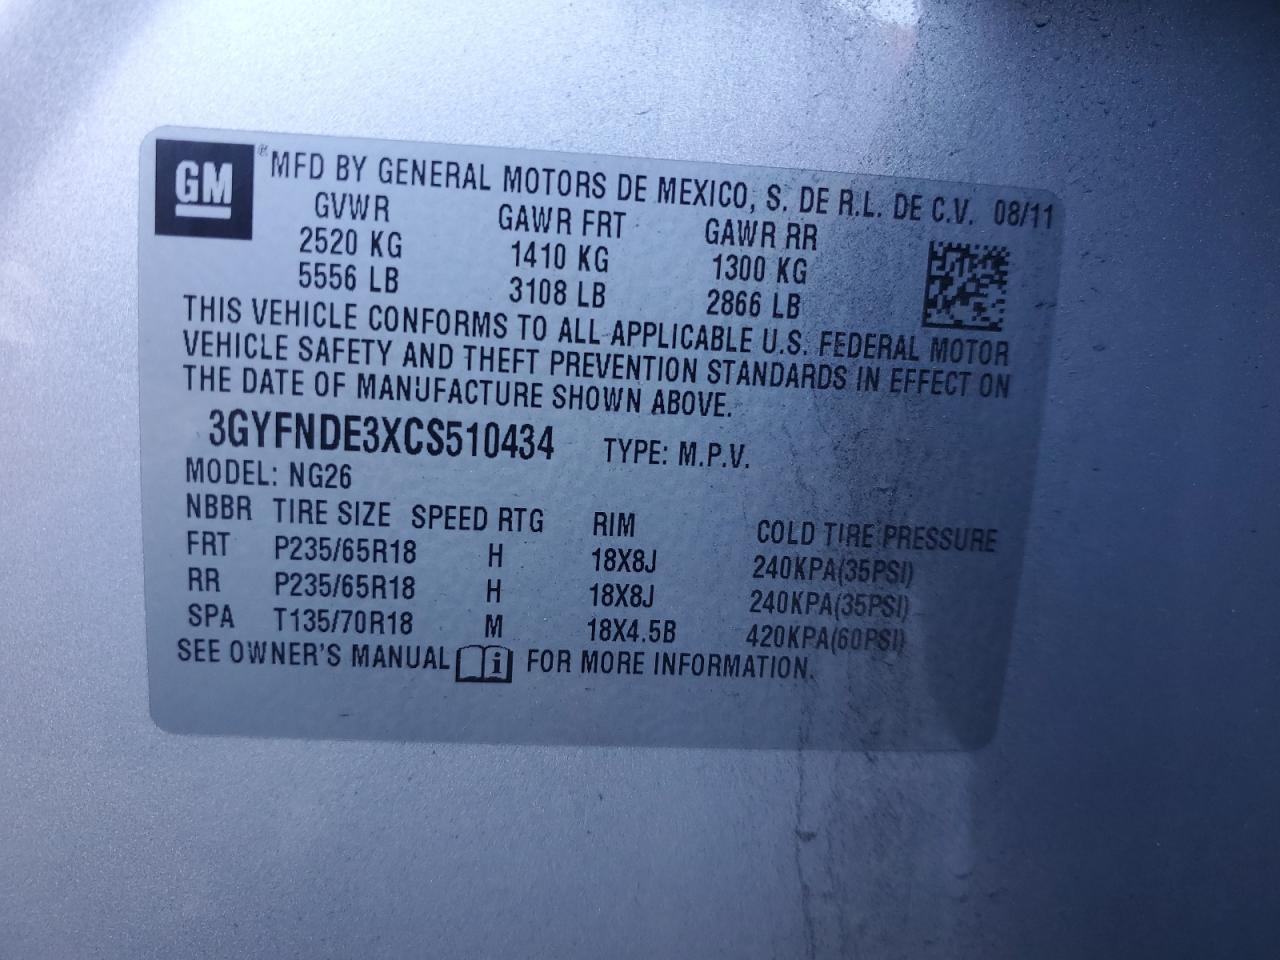 GM ® MFD BY GENERAL MOTORS DE MEXICO, S. DE R.L. DE C.V. 08/11
GVWR GAWR FRT GAWR RR
2520 KG 1410 KG 1300 KG
5556 LB 3108 LB 2866 LB
THIS VEHICLE CONFORMS TO ALL APPLICABLE U.S. FEDERAL MOTOR
VEHICLE SAFETY AND THEFT PREVENTION STANDARDS IN EFFECT ON
THE DATE OF MANUFACTURE SHOWN ABOVE.
3GYFNDE3XCS510434 TYPE: M.P.V.
MODEL: NG26
NBBR TIRE SIZE SPEED RTG RIM COLD TIRE PRESSURE
FRT P235/65R18 H 18X8J 240KPA(35PSI)
RR P235/65R18 H 18X8J 240KPA(35PSI)
SPA T135/70R18 M 18X4.5B 420KPA(60PSI)
SEE OWNER'S MANUAL i FOR MORE INFORMATION.